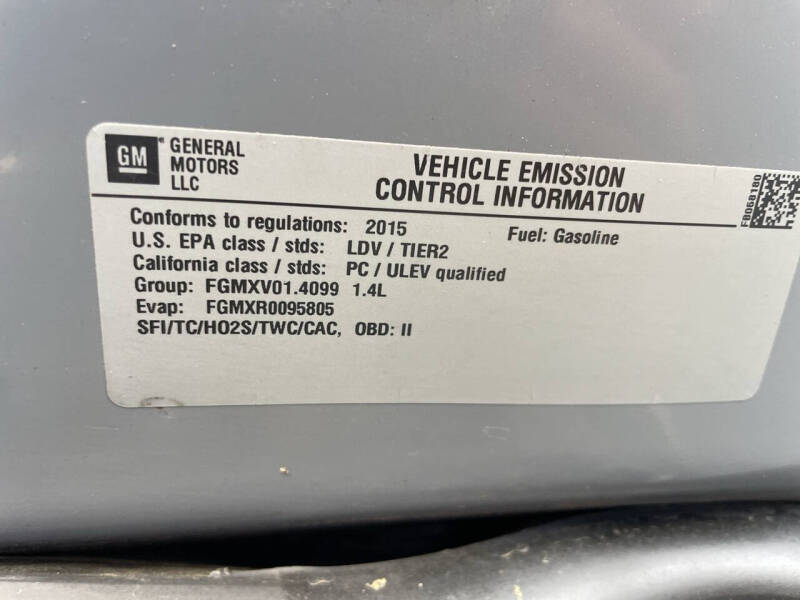 GM
GENERAL
MOTORS
LLC
VEHICLE EMISSION
CONTROL INFORMATION
FB068180
Conforms to regulations: 2015 Fuel: Gasoline
U.S. EPA class / stds: LDV / TIER2
California class / stds: PC / ULEV qualified
Group: FGMXV01.4099 1.4L
Evap: FGMXR0095805
SFI/TC/HO2S/TWC/CAC, OBD: II